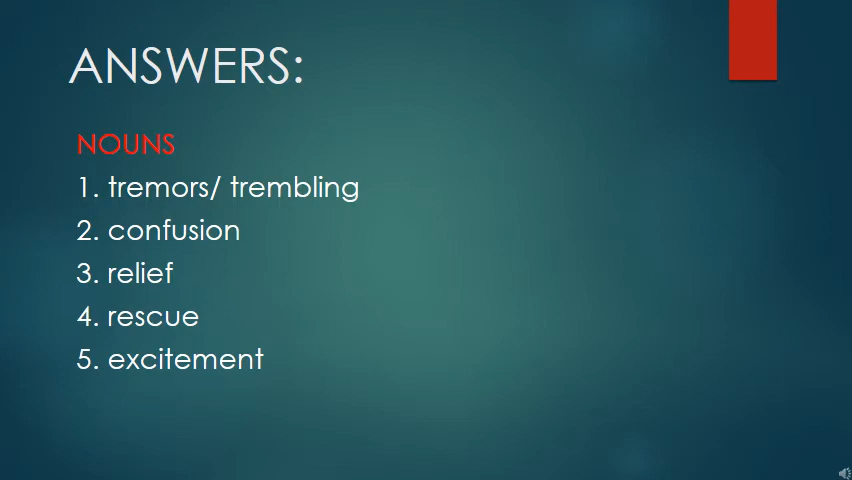 ANSWERS:
NOUNS
1. tremors/ trembling
2. confusion
3. relief
4. rescue
5. excitement